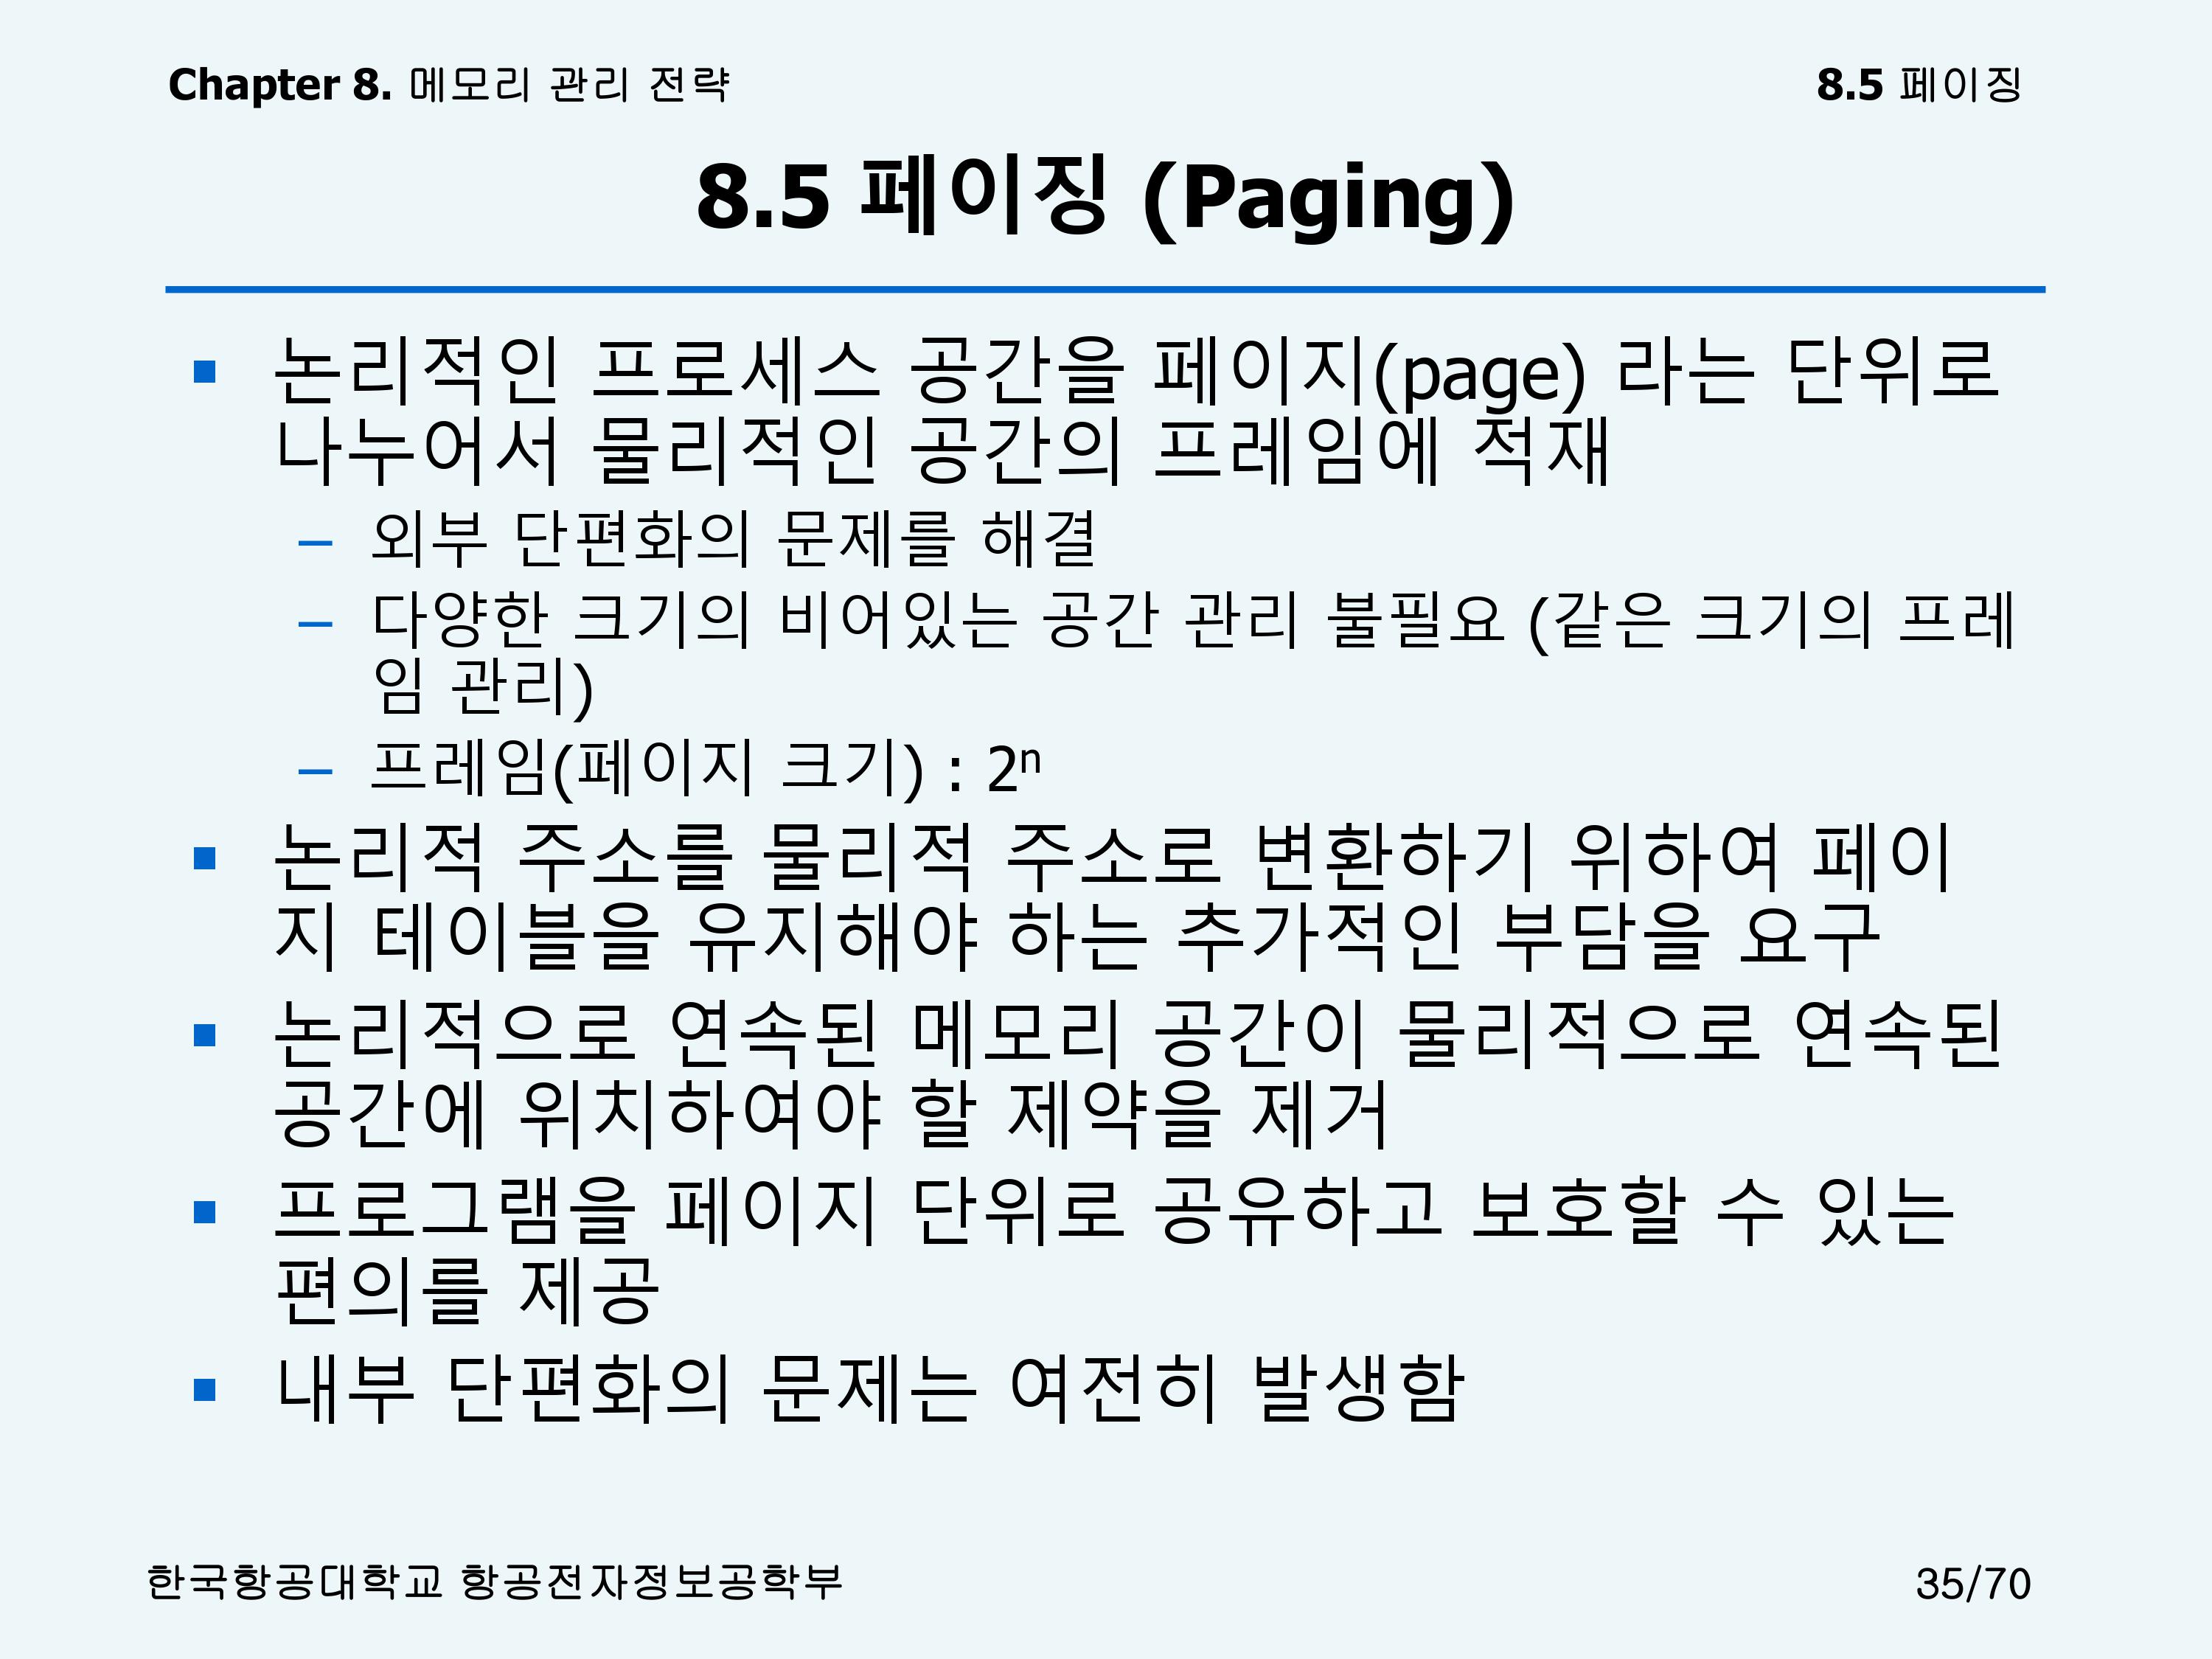 Chapter 8. 메모리 관리 전략
8.5 페이징
8.5 페이징 (Paging)
▪ 논리적인 프로세스 공간을 페이지(page) 라는 단위로
나누어서 물리적인 공간의 프레임에 적재
– 외부 단편화의 문제를 해결
– 다양한 크기의 비어있는 공간 관리 불필요 (같은 크기의 프레
임 관리)
– 프레임(페이지 크기) : 2ⁿ
▪ 논리적 주소를 물리적 주소로 변환하기 위하여 페이
지 테이블을 유지해야 하는 추가적인 부담을 요구
▪ 논리적으로 연속된 메모리 공간이 물리적으로 연속된
공간에 위치하여야 할 제약을 제거
▪ 프로그램을 페이지 단위로 공유하고 보호할 수 있는
편의를 제공
▪ 내부 단편화의 문제는 여전히 발생함
한국항공대학교 항공전자정보공학부
35/70